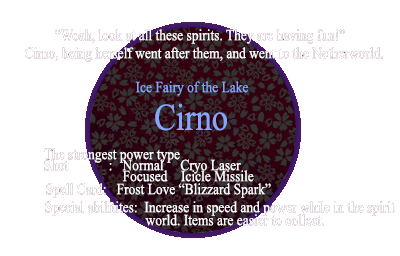 "Woah, look at all these spirits. They are having fun!"
Cirno, being herself went after them, and went to the Netherworld.
Ice Fairy of the Lake
Cirno
The strongest power type
Shot : Normal Cryo Laser
Focused Icicle Missile
Spell Card: Frost Love “Blizzard Spark”
Special abilities: Increase in speed and power while in the spirit
world. Items are easier to collect.